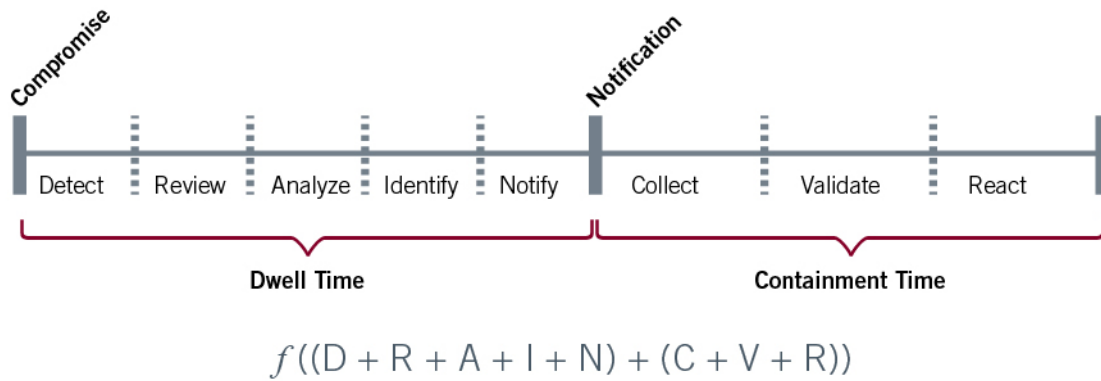 Compromise
Notification
Detect Review Analyze Identify Notify Collect Validate React
Dwell Time Containment Time
f((D + R + A + I + N) + (C + V + R))